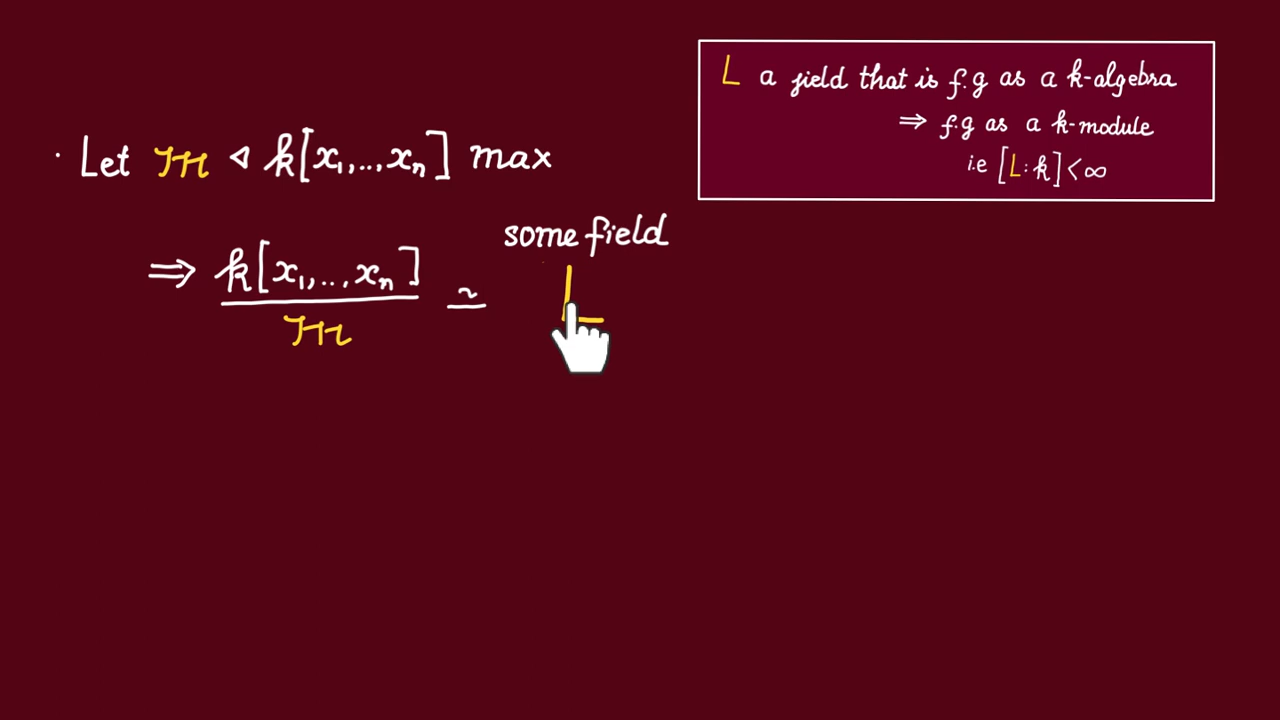 L a field that is f.g as a k-algebra
⇒ f.g as a k-module
i.e [L:k] < ∞
· Let m ◃ k[x₁,...,xₙ] max
⇒ k[x₁,...,xₙ]
m
≃
some field
L